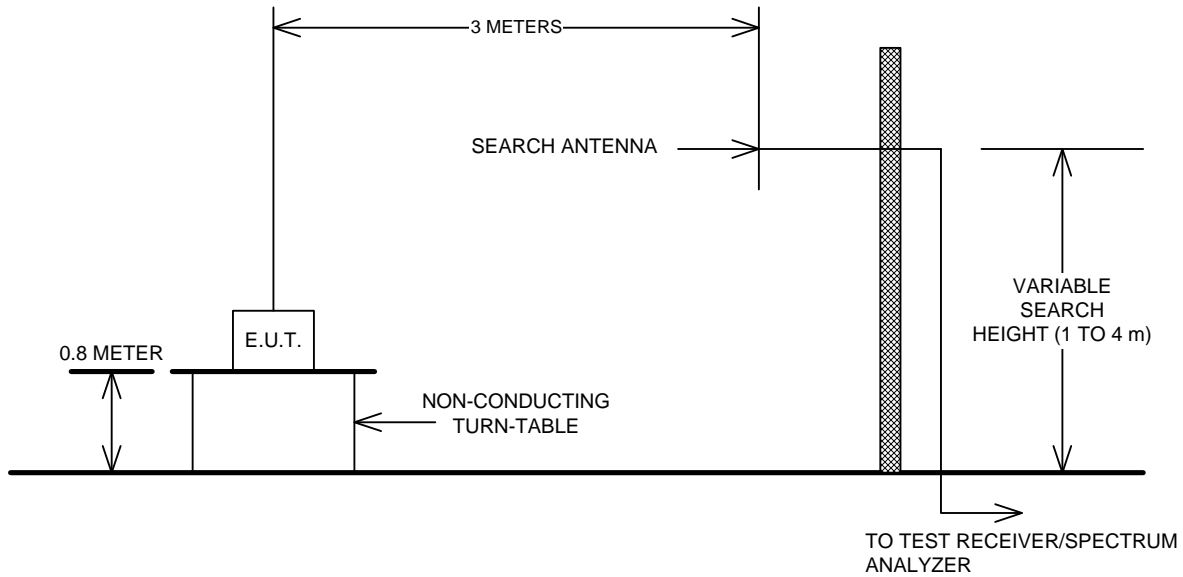 3 METERS
SEARCH ANTENNA
VARIABLE
SEARCH
HEIGHT (1 TO 4 m)
E.U.T.
0.8 METER
NON-CONDUCTING
TURN-TABLE
TO TEST RECEIVER/SPECTRUM
ANALYZER